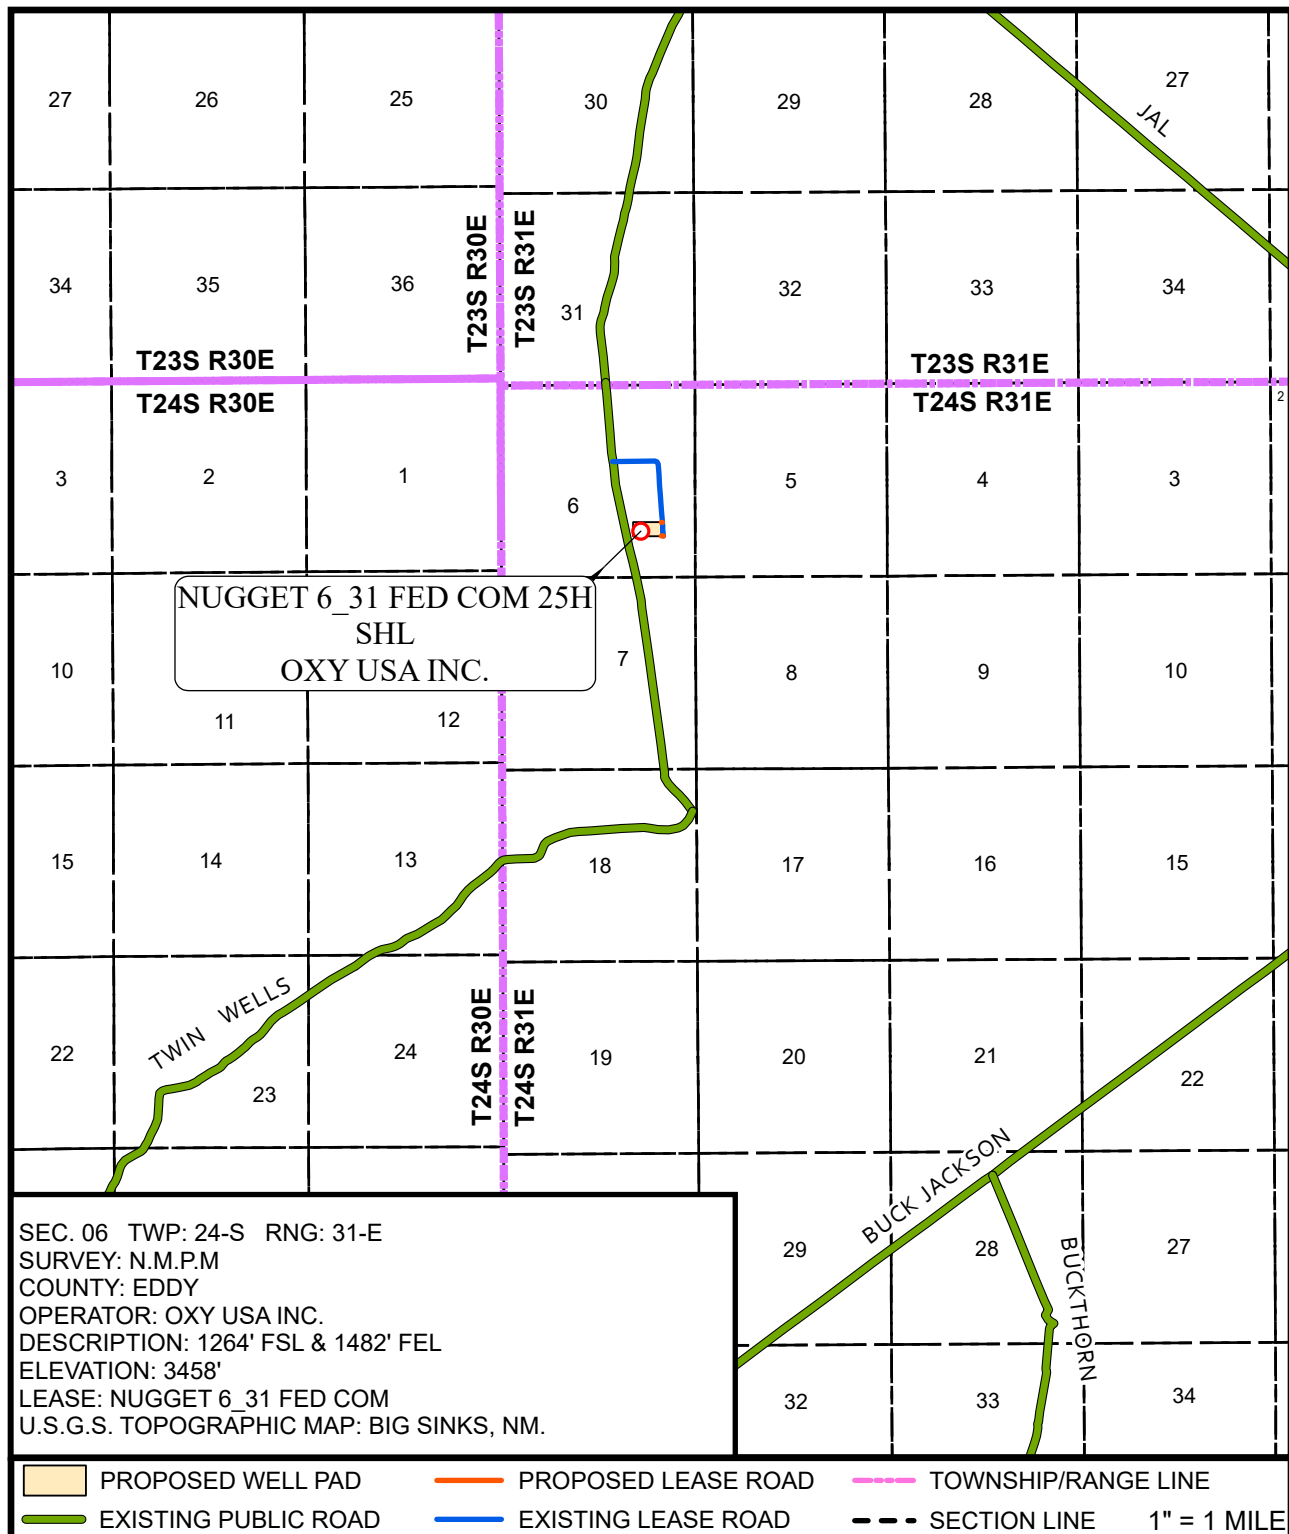 27 26 25 30 29 28 27
JAL
T23S R30E
T23S R31E
34 35 36 31 32 33 34
T23S R30E
T23S R31E
T24S R30E
T24S R31E
2
3 2 1 6 5 4 3
NUGGET 6_31 FED COM 25H
SHL
OXY USA INC.
10 11 12 7 8 9 10
15 14 13 18 17 16 15
TWIN WELLS
T24S R30E
T24S R31E
22 23 24 19 20 21 22
BUCK JACKSON
29 28 27
BUCKTHORN
32 33 34
SEC. 06 TWP: 24-S RNG: 31-E
SURVEY: N.M.P.M
COUNTY: EDDY
OPERATOR: OXY USA INC.
DESCRIPTION: 1264' FSL & 1482' FEL
ELEVATION: 3458'
LEASE: NUGGET 6_31 FED COM
U.S.G.S. TOPOGRAPHIC MAP: BIG SINKS, NM.
PROPOSED WELL PAD PROPOSED LEASE ROAD TOWNSHIP/RANGE LINE
EXISTING PUBLIC ROAD EXISTING LEASE ROAD SECTION LINE 1" = 1 MILE